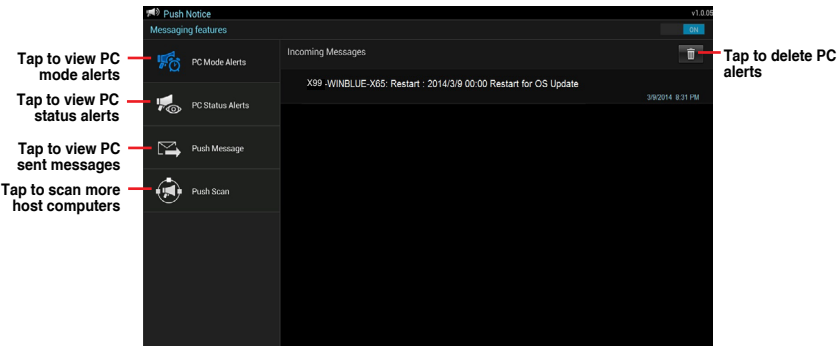 Push Notice
v1.0.05
Messaging features
ON
Tap to view PC
mode alerts
PC Mode Alerts
Incoming Messages
Tap to delete PC
alerts
X99 -WINBLUE-X65: Restart : 2014/3/9 00:00 Restart for OS Update
3/9/2014 8:31 PM
Tap to view PC
status alerts
PC Status Alerts
Tap to view PC
sent messages
Push Message
Tap to scan more
host computers
Push Scan